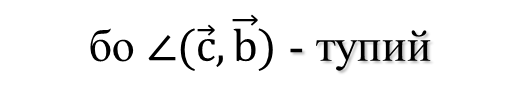 бо ∠(c⃗, b⃗) - тупий